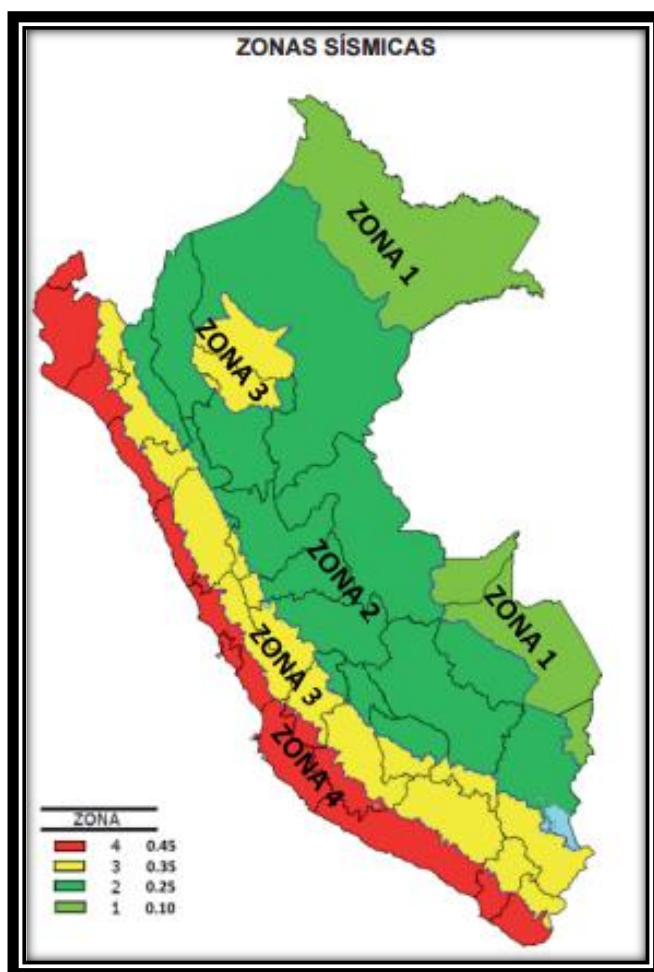 ZONAS SÍSMICAS
ZONA 1
ZONA 3
ZONA 2
ZONA 1
ZONA 3
ZONA 4
ZONA
4 0.45
3 0.35
2 0.25
1 0.10